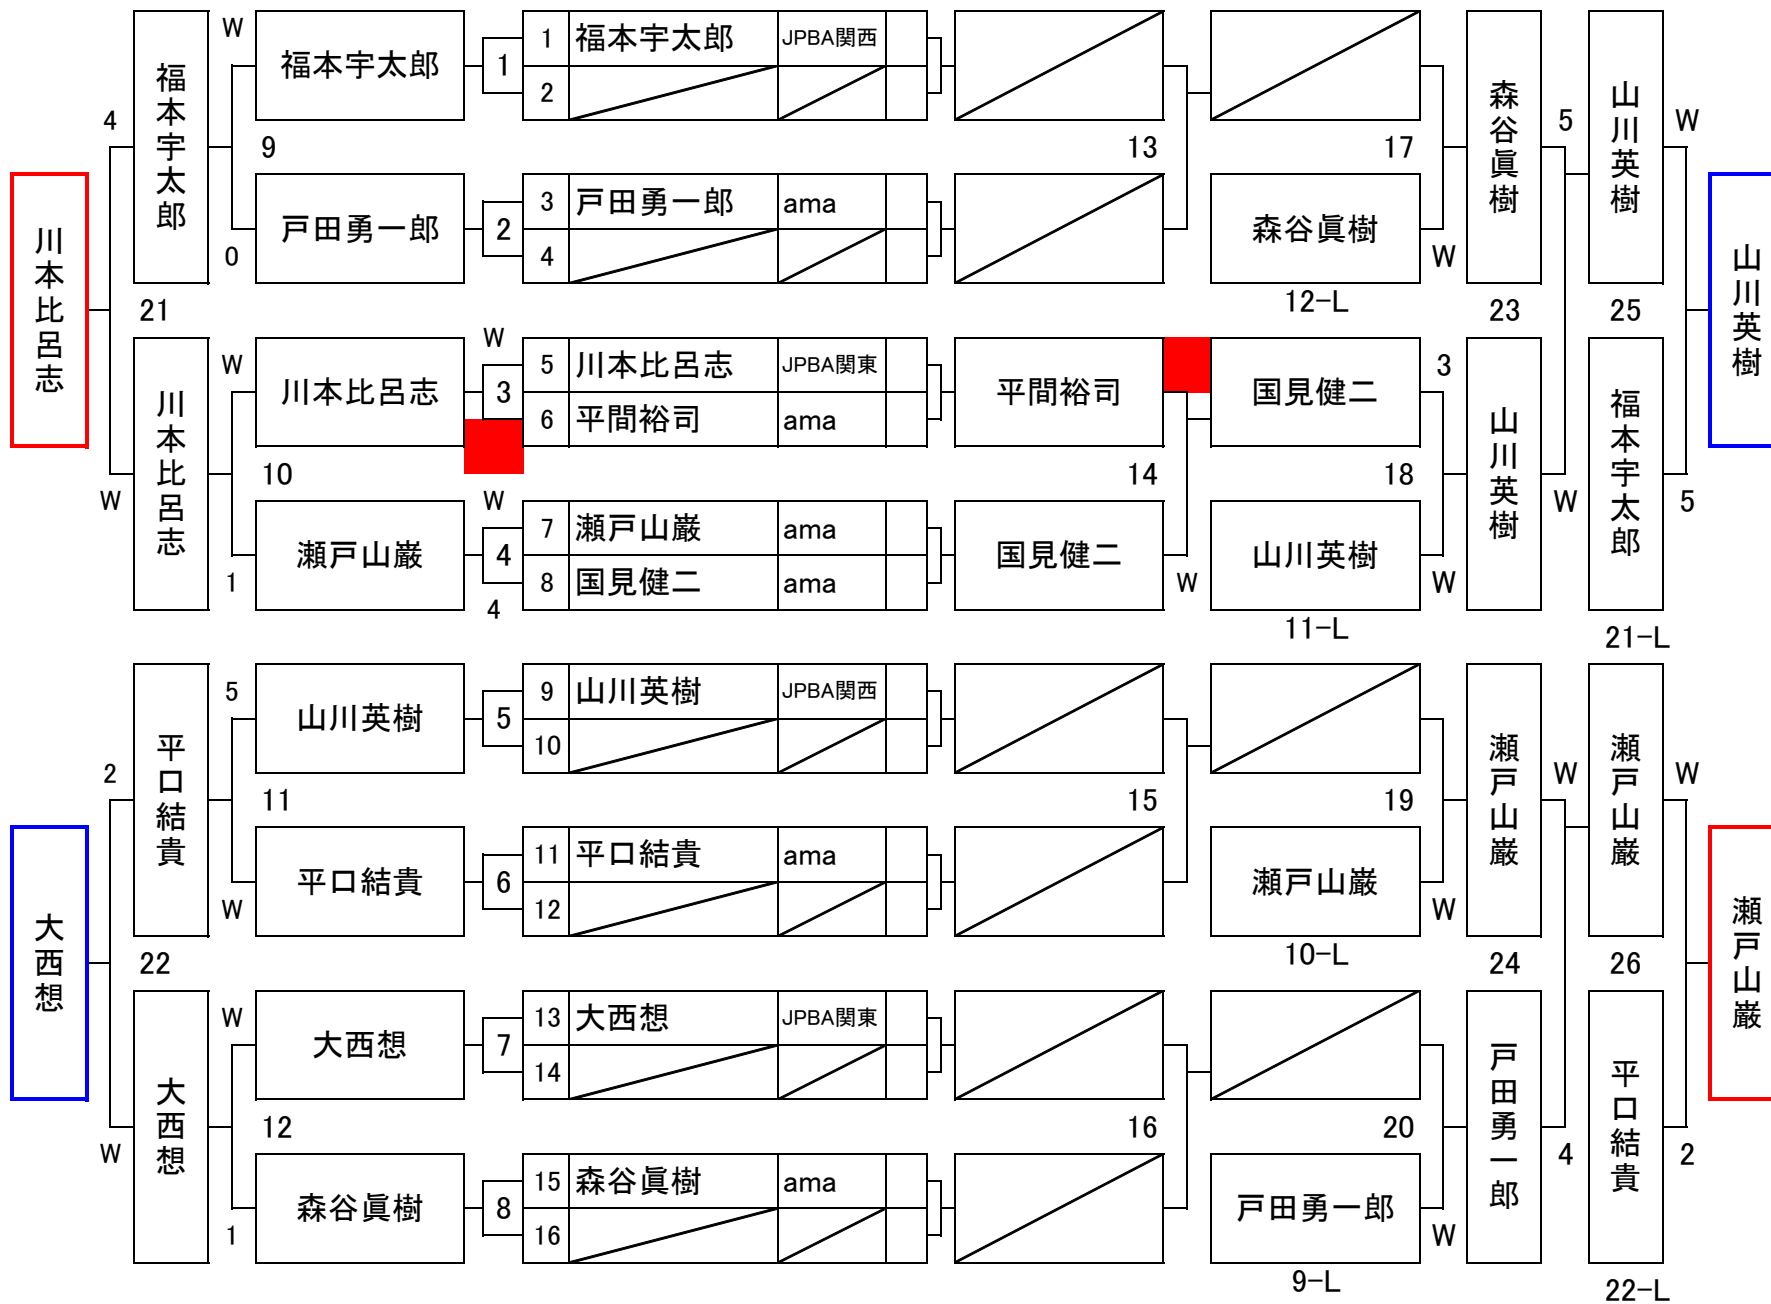 W
福本宇太郎
1
1
福本宇太郎
JPBA関西
2
福本宇太郎
4
9
13
17
森谷眞樹
5
山川英樹
W
戸田勇一郎
2
3
戸田勇一郎
ama
4
森谷眞樹
0
W
川本比呂志
21
12-L
23
25
山川英樹
W
川本比呂志
W
3
5
川本比呂志
JPBA関東
6
平間裕司
ama
平間裕司
国見健二
3
川本比呂志
10
14
18
山川英樹
福本宇太郎
W
W
W
5
瀬戸山巌
4
7
瀬戸山巌
ama
8
国見健二
ama
国見健二
山川英樹
1
4
W
W
11-L
21-L
5
山川英樹
5
9
山川英樹
JPBA関西
10
平口結貴
2
11
15
19
瀬戸山巌
W
瀬戸山巌
W
平口結貴
6
11
平口結貴
ama
12
瀬戸山巌
W
W
大西想
22
10-L
24
26
瀬戸山巌
W
大西想
7
13
大西想
JPBA関東
14
大西想
12
16
20
戸田勇一郎
平口結貴
W
4
2
森谷眞樹
8
15
森谷眞樹
ama
16
戸田勇一郎
1
W
9-L
22-L